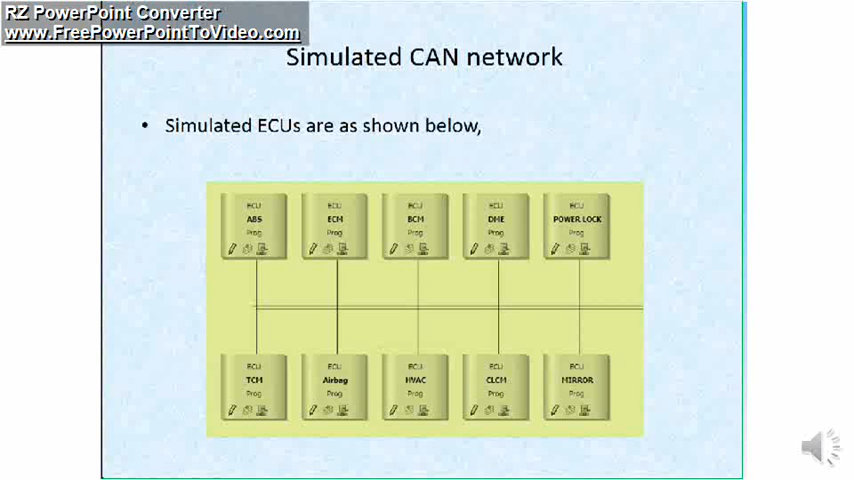 RZ PowerPoint Converter
www.FreePowerPointToVideo.com
Simulated CAN network
• Simulated ECUs are as shown below,
ECU ECU ECU ECU ECU
ABS ECM BCM DME POWER LOCK
Prog Prog Prog Prog Prog
ECU ECU ECU ECU ECU
TCM Airbag HVAC CLCM MIRROR
Prog Prog Prog Prog Prog